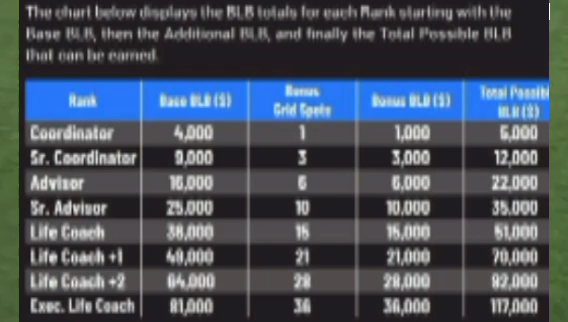 The chart below displays the BLB totals for each Rank starting with the
Base BLB, then the Additional BLB, and finally the Total Possible BLB
that can be earned.
Rank Base BLB ($) Bonus Grid Spots Bonus BLB ($) Total Possibl BLB ($)
Coordinator 4,000 1 1,000 5,000
Sr. Coordinator 9,000 3 3,000 12,000
Advisor 16,000 6 6,000 22,000
Sr. Advisor 25,000 10 10,000 35,000
Life Coach 36,000 15 15,000 51,000
Life Coach +1 49,000 21 21,000 70,000
Life Coach +2 64,000 28 28,000 92,000
Exec. Life Coach 81,000 36 36,000 117,000